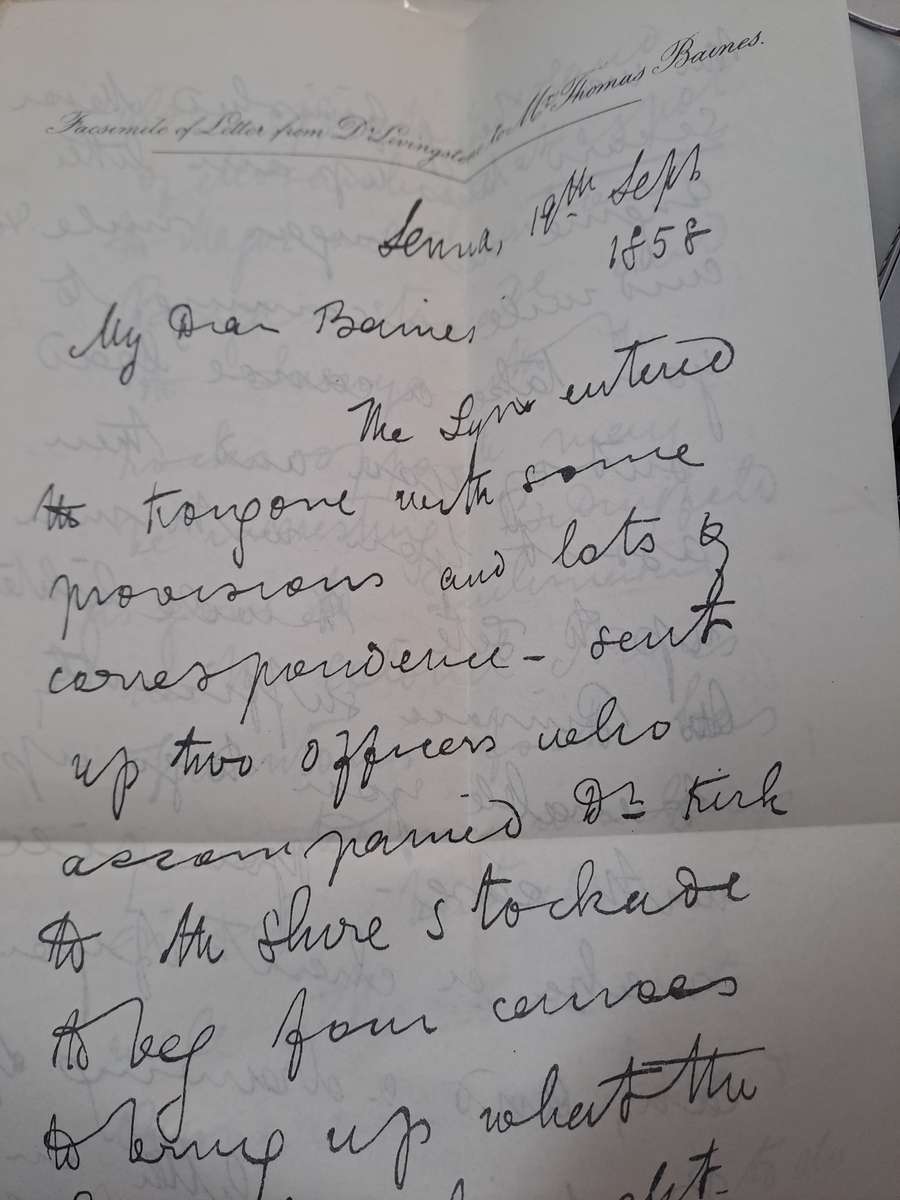 Facsimile of Letter from Dr Livingstone to Mr Thomas Baines.
Senna, 19th Sept
1858
My Dear Baines
The Lynx entered
Kongone with some
provisions and lots of
correspondence - sent
up two officers who
accompanied Dr Kirk
to the Shire stockade
to beg four canoes
to bring up what the